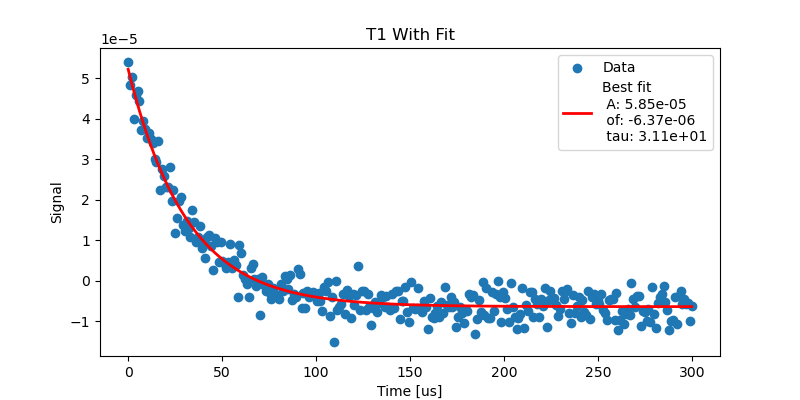 T1 With Fit
1e−5
Data
Best fit
A: 5.85e-05
of: -6.37e-06
tau: 3.11e+01
5
4
3
2
1
0
−1
Signal
0
50
100
150
200
250
300
Time [us]